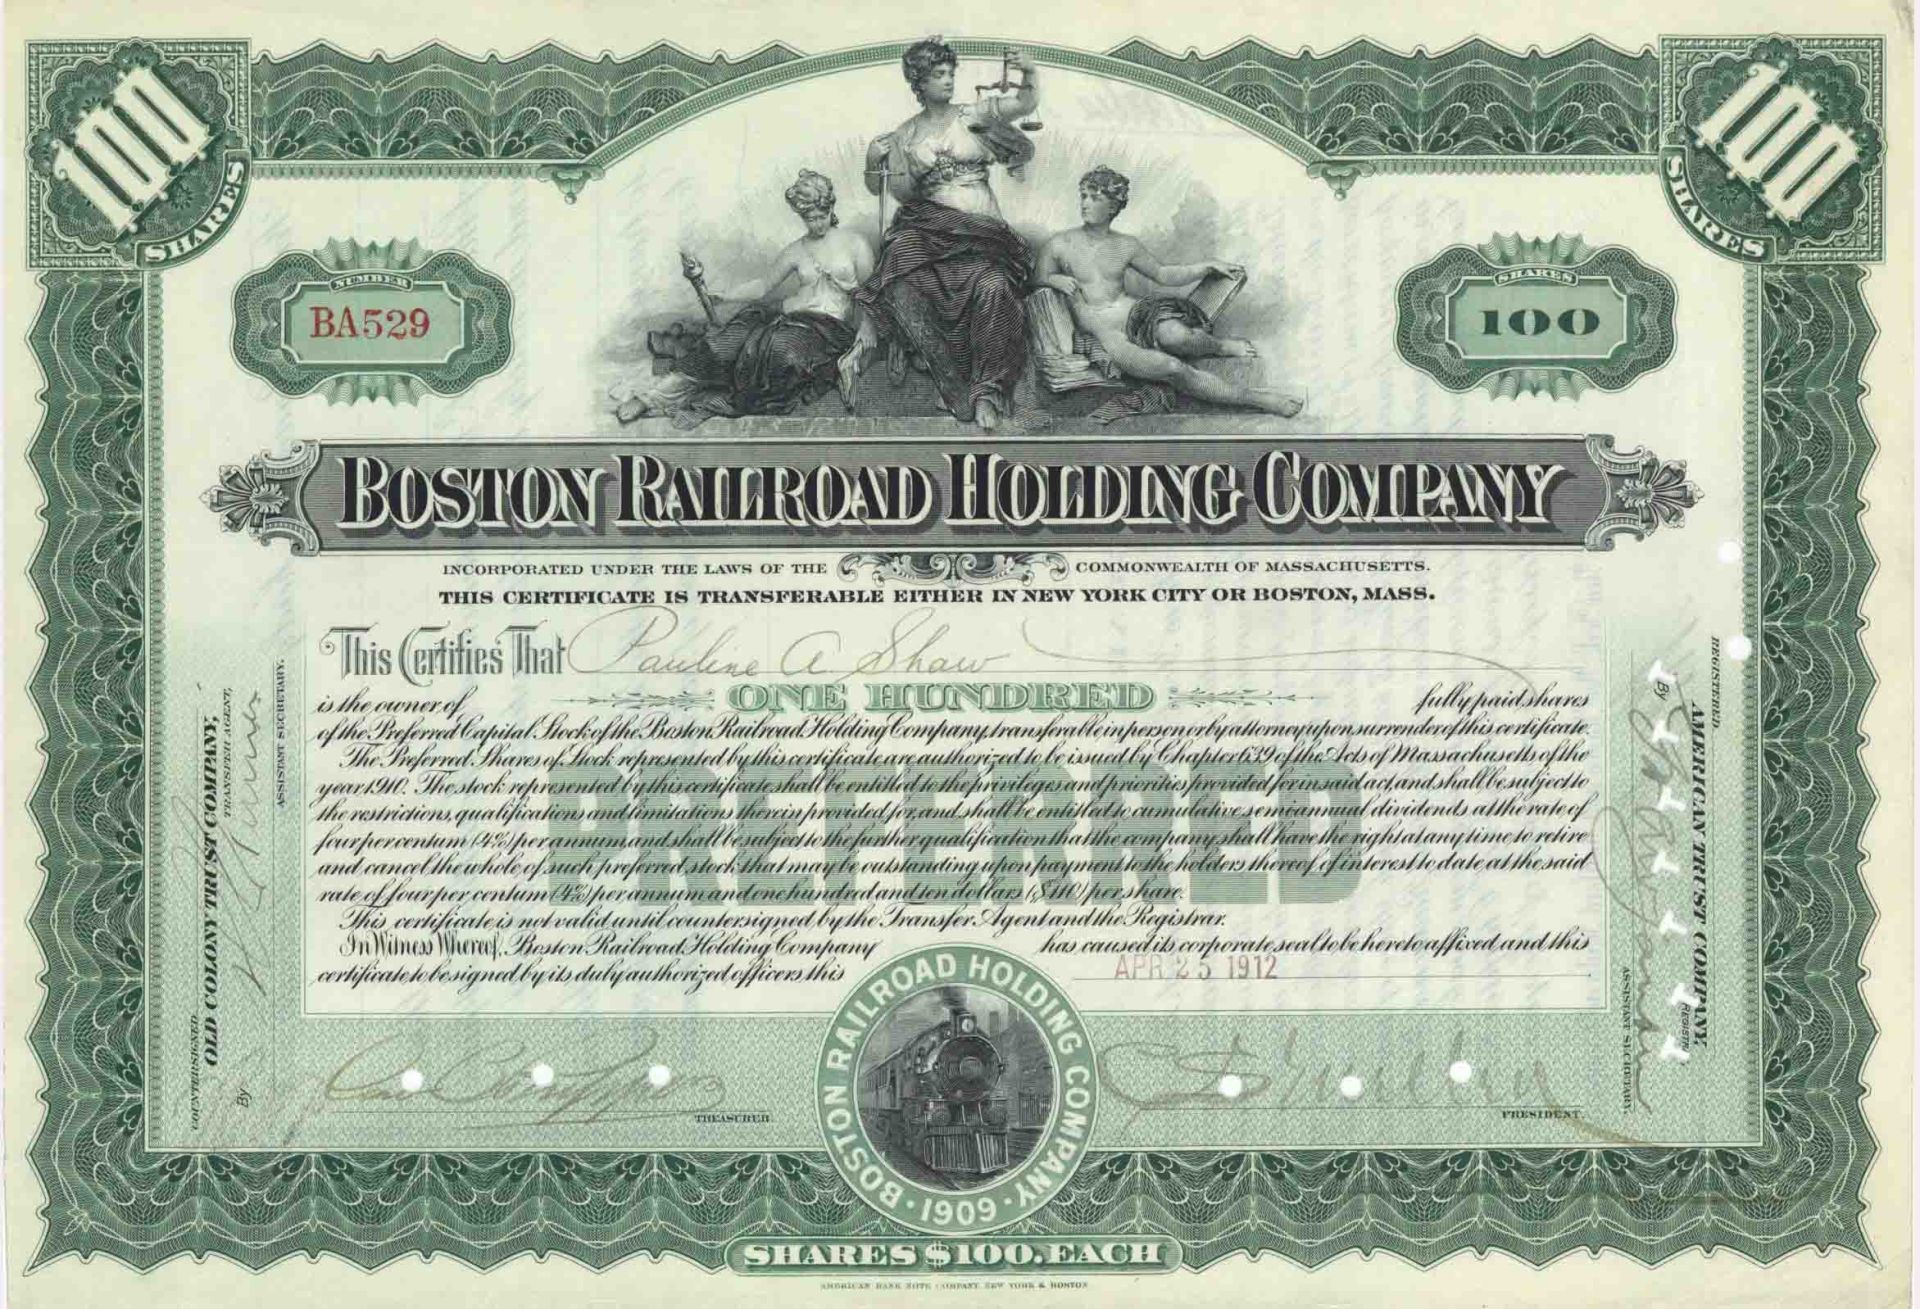 100 SHARES
100 SHARES
NUMBER
BA529
SHARES
100
BOSTON RAILROAD HOLDING COMPANY
INCORPORATED UNDER THE LAWS OF THE COMMONWEALTH OF MASSACHUSETTS.
THIS CERTIFICATE IS TRANSFERABLE EITHER IN NEW YORK CITY OR BOSTON, MASS.
This Certifies That Pauline A Shaw
is the owner of ONE HUNDRED fully paid shares
of the Preferred Capital Stock of the Boston Railroad Holding Company, transferable in person or by attorney upon surrender of this certificate.
The Preferred Shares of Stock represented by this certificate are authorized to be issued by Chapter 639 of the Acts of Massachusetts of the
year 1910. The stock represented by this certificate shall be entitled to the privileges and priorities provided for in said act, and shall be subject to
the restrictions, qualifications and limitations therein provided for, and shall be entitled to cumulative semiannual dividends at the rate of
four per centum (4%) per annum, and shall be subject to the further qualification that the company shall have the right at any time to retire
and cancel the whole of such preferred stock that may be outstanding upon payment to the holders thereof of interest to date at the said
rate of four per centum (4%) per annum and one hundred and ten dollars ($110) per share.
This certificate is not valid until countersigned by the Transfer Agent and the Registrar.
In Witness Whereof, Boston Railroad Holding Company has caused its corporate seal to be hereto affixed and this
certificate to be signed by its duly authorized officers this APR 25 1912
PREFERRED
COUNTERSIGNED
OLD COLONY TRUST COMPANY,
TRANSFER AGENT,
By
ASSISTANT SECRETARY.
REGISTERED
AMERICAN TRUST COMPANY,
REGISTRAR
By
ASSISTANT SECRETARY.
TREASURER.
PRESIDENT.
BOSTON RAILROAD HOLDING COMPANY · 1909 ·
SHARES $100. EACH
AMERICAN BANK NOTE COMPANY NEW YORK & BOSTON